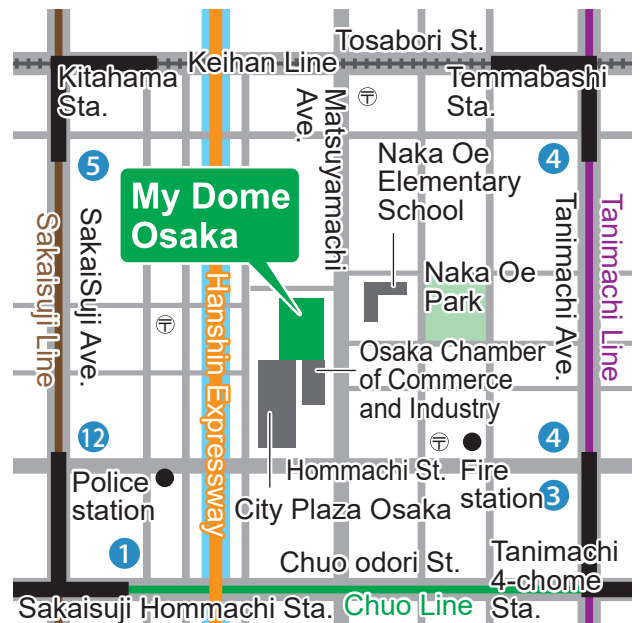 Tosabori St.
Keihan Line
Kitahama
Sta.
Temmabashi
Sta.
Matsuyamachi
Ave.
〒
5
4
Naka Oe
Elementary
School
My Dome
Osaka
Sakaisuji Line
SakaiSuji Ave.
Hanshin Expressway
Tanimachi Ave.
Tanimachi Line
Naka Oe
Park
〒
Osaka Chamber
of Commerce
and Industry
12
4
〒
Hommachi St.
Fire
station
3
Police
station
City Plaza Osaka
1
Chuo odori St.
Tanimachi
4-chome
Sta.
Sakaisuji Hommachi Sta.
Chuo Line